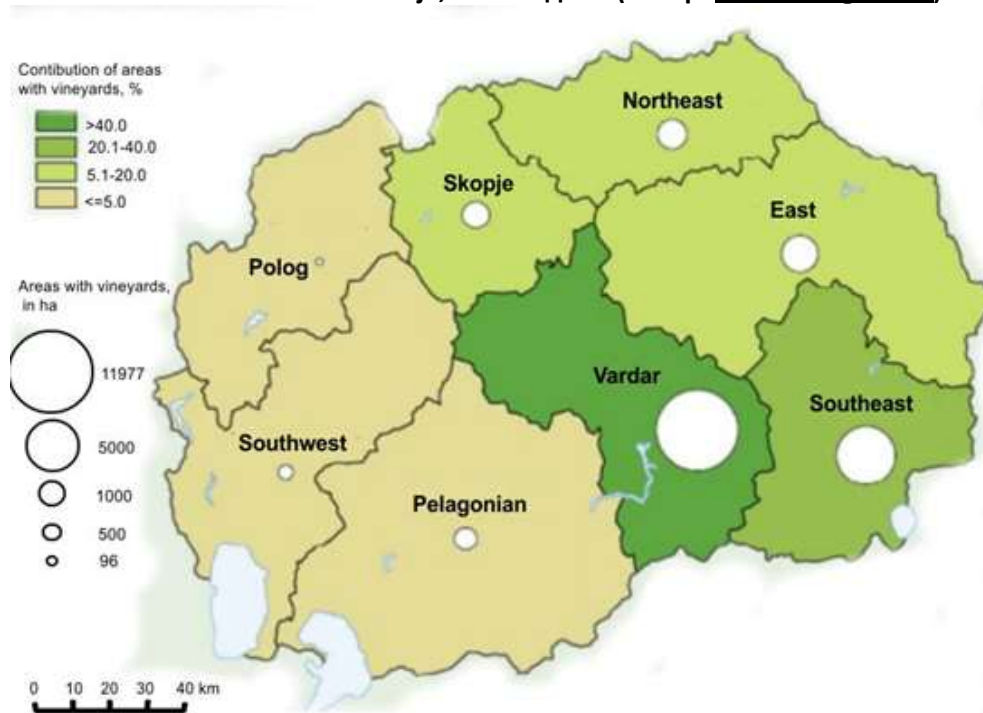 Contibution of areas
with vineyards, %
>40.0
20.1-40.0
5.1-20.0
<=5.0
Areas with vineyards,
in ha
11977
5000
1000
500
96
Northeast
Skopje
East
Polog
Vardar
Southeast
Southwest
Pelagonian
0 10 20 30 40 km